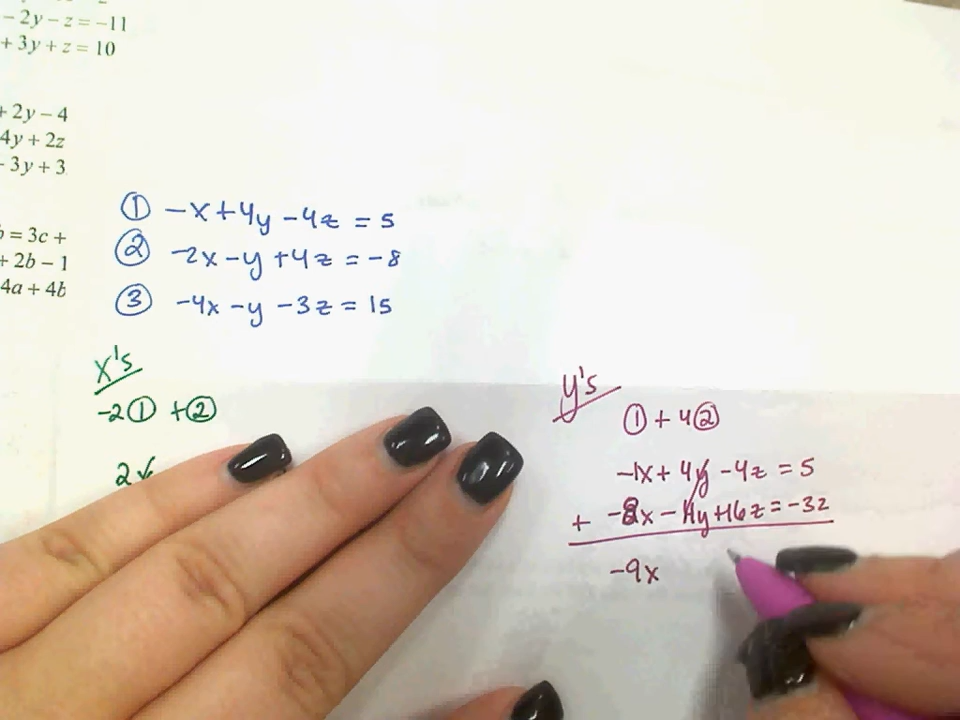 - 2y - z = -11
+ 3y + z = 10
+ 2y - 4
4y + 2z
- 3y + 3
b = 3c +
+ 2b - 1
4a + 4b
① -x + 4y - 4z = 5
② -2x - y + 4z = -8
③ -4x - y - 3z = 15
x's
-2① + ②
2x
y's
① + 4②
-1x + 4y - 4z = 5
+ -8x - 4y + 16z = -32
-9x